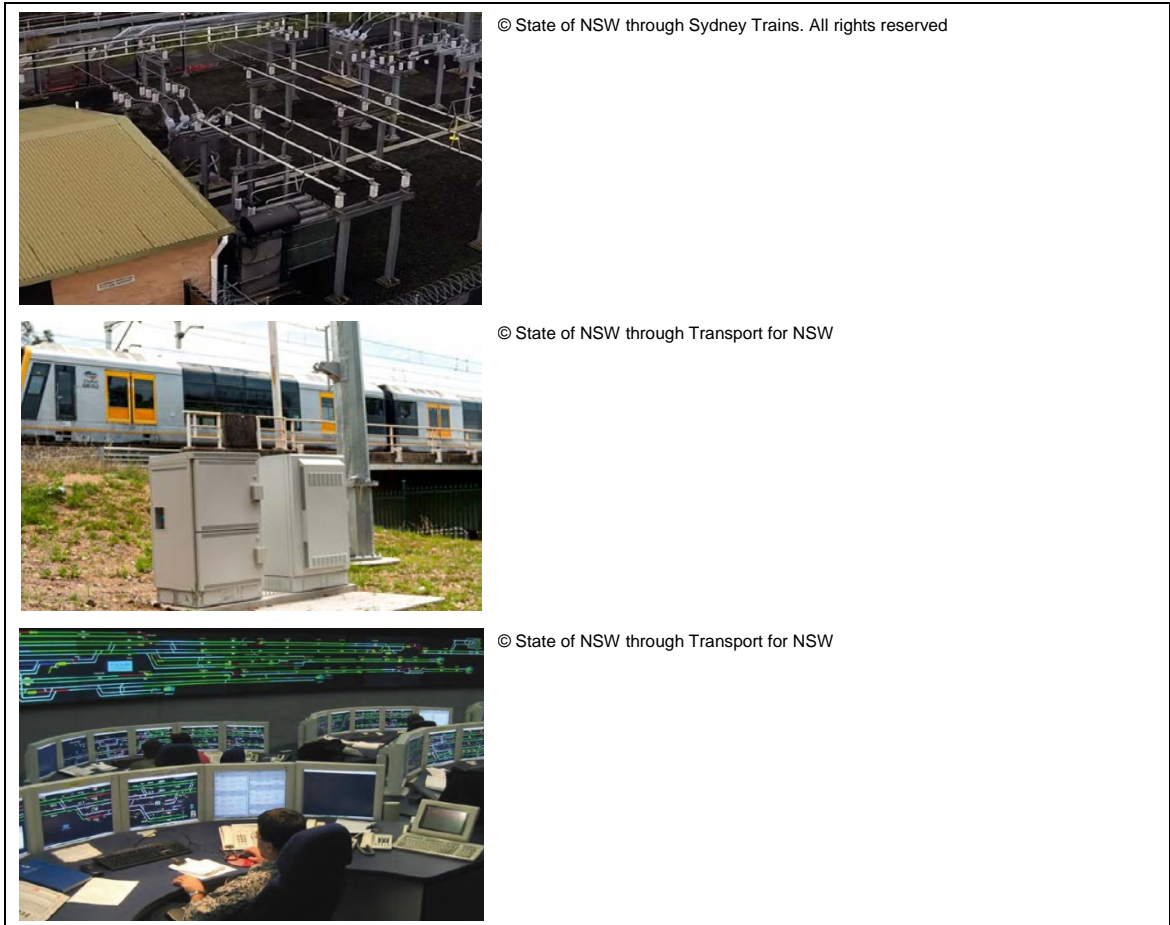 © State of NSW through Sydney Trains. All rights reserved
© State of NSW through Transport for NSW
© State of NSW through Transport for NSW